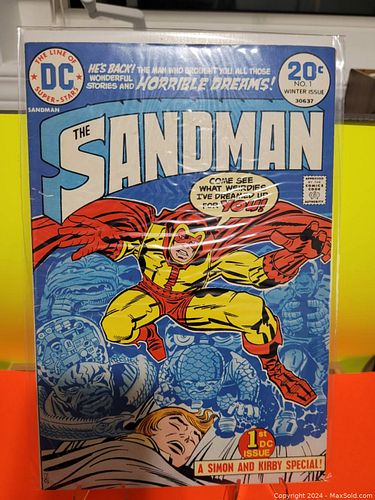 THE LINE OF
DC
SUPER-STARS
HE'S BACK! THE MAN WHO BROUGHT YOU ALL THOSE
WONDERFUL
STORIES AND HORRIBLE DREAMS!
20¢
NO. 1
WINTER ISSUE
30637
SANDMAN
THE
SANDMAN
APPROVED
BY THE
COMICS
CODE
AUTHORITY
COME SEE
WHAT WEIRDIES
I'VE DREAMED UP
FOR YOU!
1st DC
ISSUE
A SIMON AND KIRBY SPECIAL!
Copyright 2024 - MaxSold.com